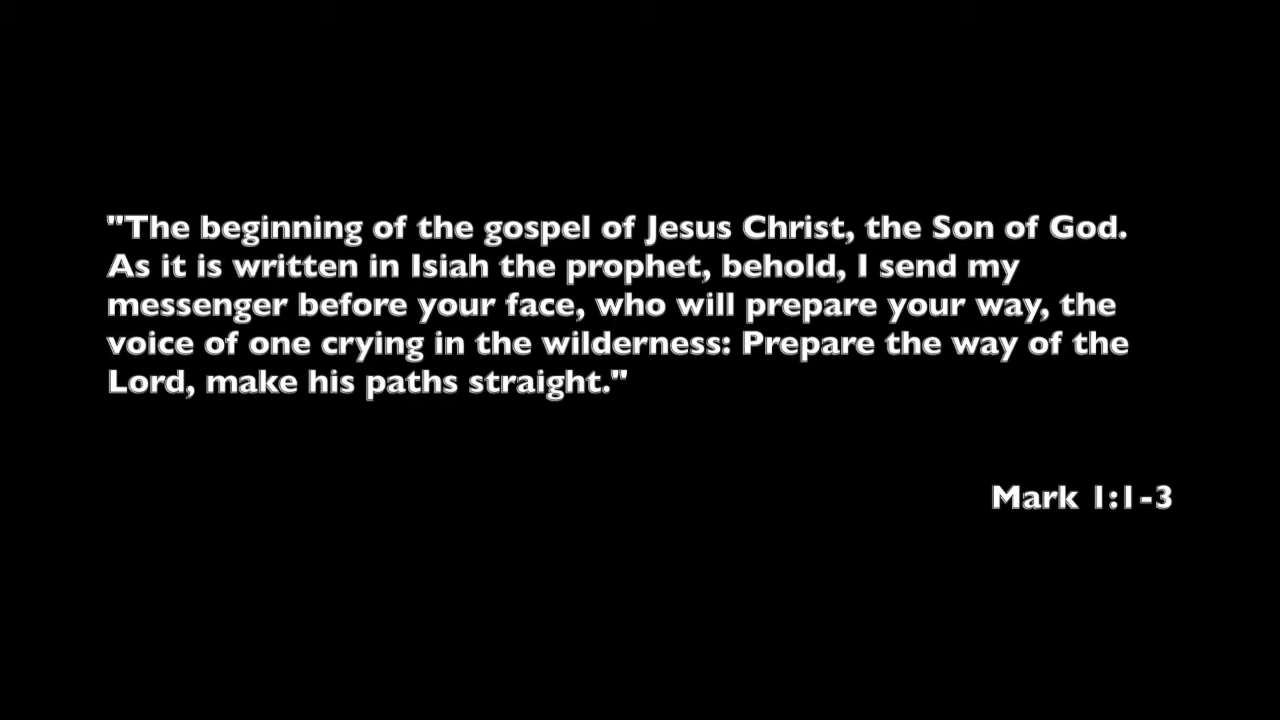 "The beginning of the gospel of Jesus Christ, the Son of God.
As it is written in Isiah the prophet, behold, I send my
messenger before your face, who will prepare your way, the
voice of one crying in the wilderness: Prepare the way of the
Lord, make his paths straight."
Mark 1:1-3